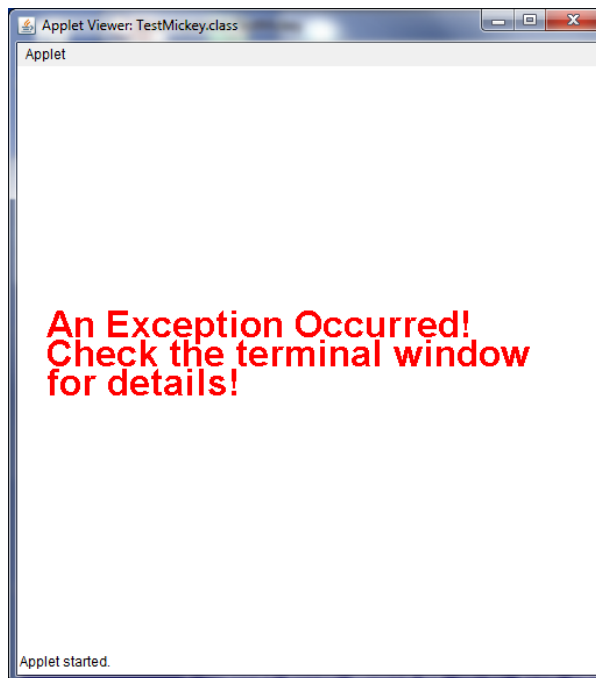 Applet Viewer: TestMickey.class
Applet
An Exception Occurred!
Check the terminal window
for details!
Applet started.